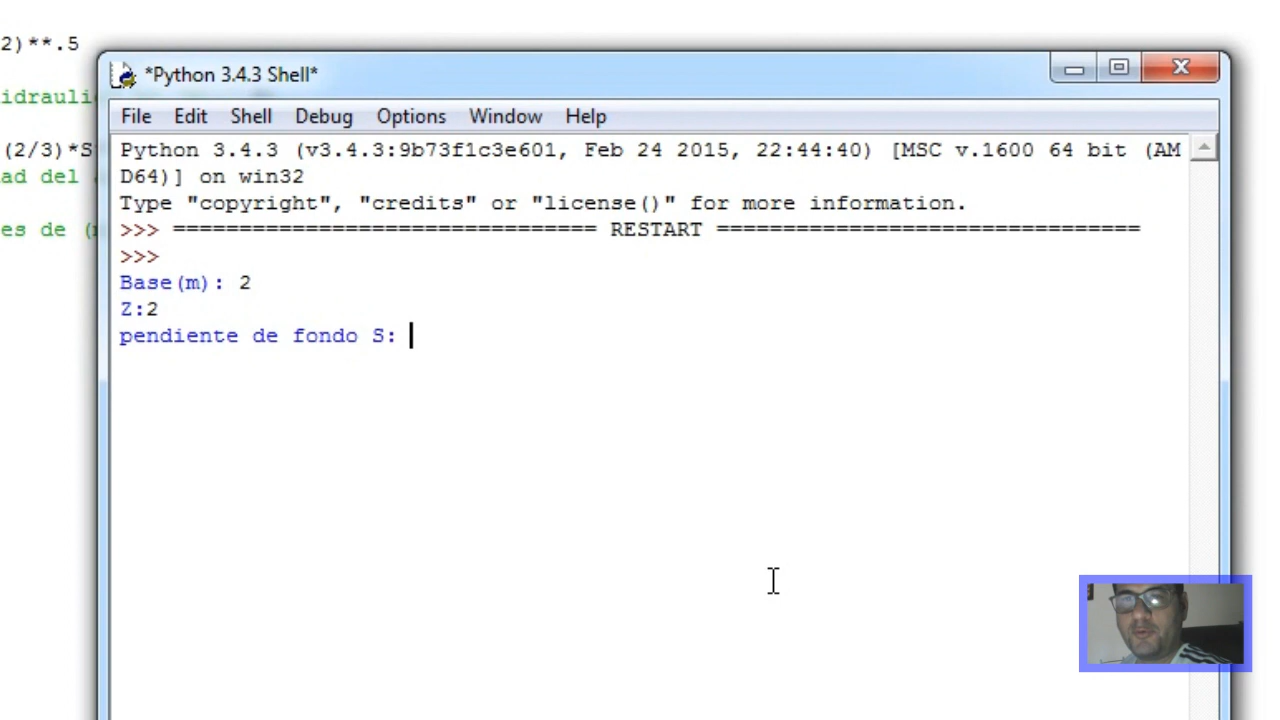 2)**.5
*Python 3.4.3 Shell*
File Edit Shell Debug Options Window Help
(2/3)*S
ad del
es de (
Python 3.4.3 (v3.4.3:9b73f1c3e601, Feb 24 2015, 22:44:40) [MSC v.1600 64 bit (AM
D64)] on win32
Type "copyright", "credits" or "license()" for more information.
>>> ================================ RESTART ================================
>>>
Base(m): 2
Z:2
pendiente de fondo S: